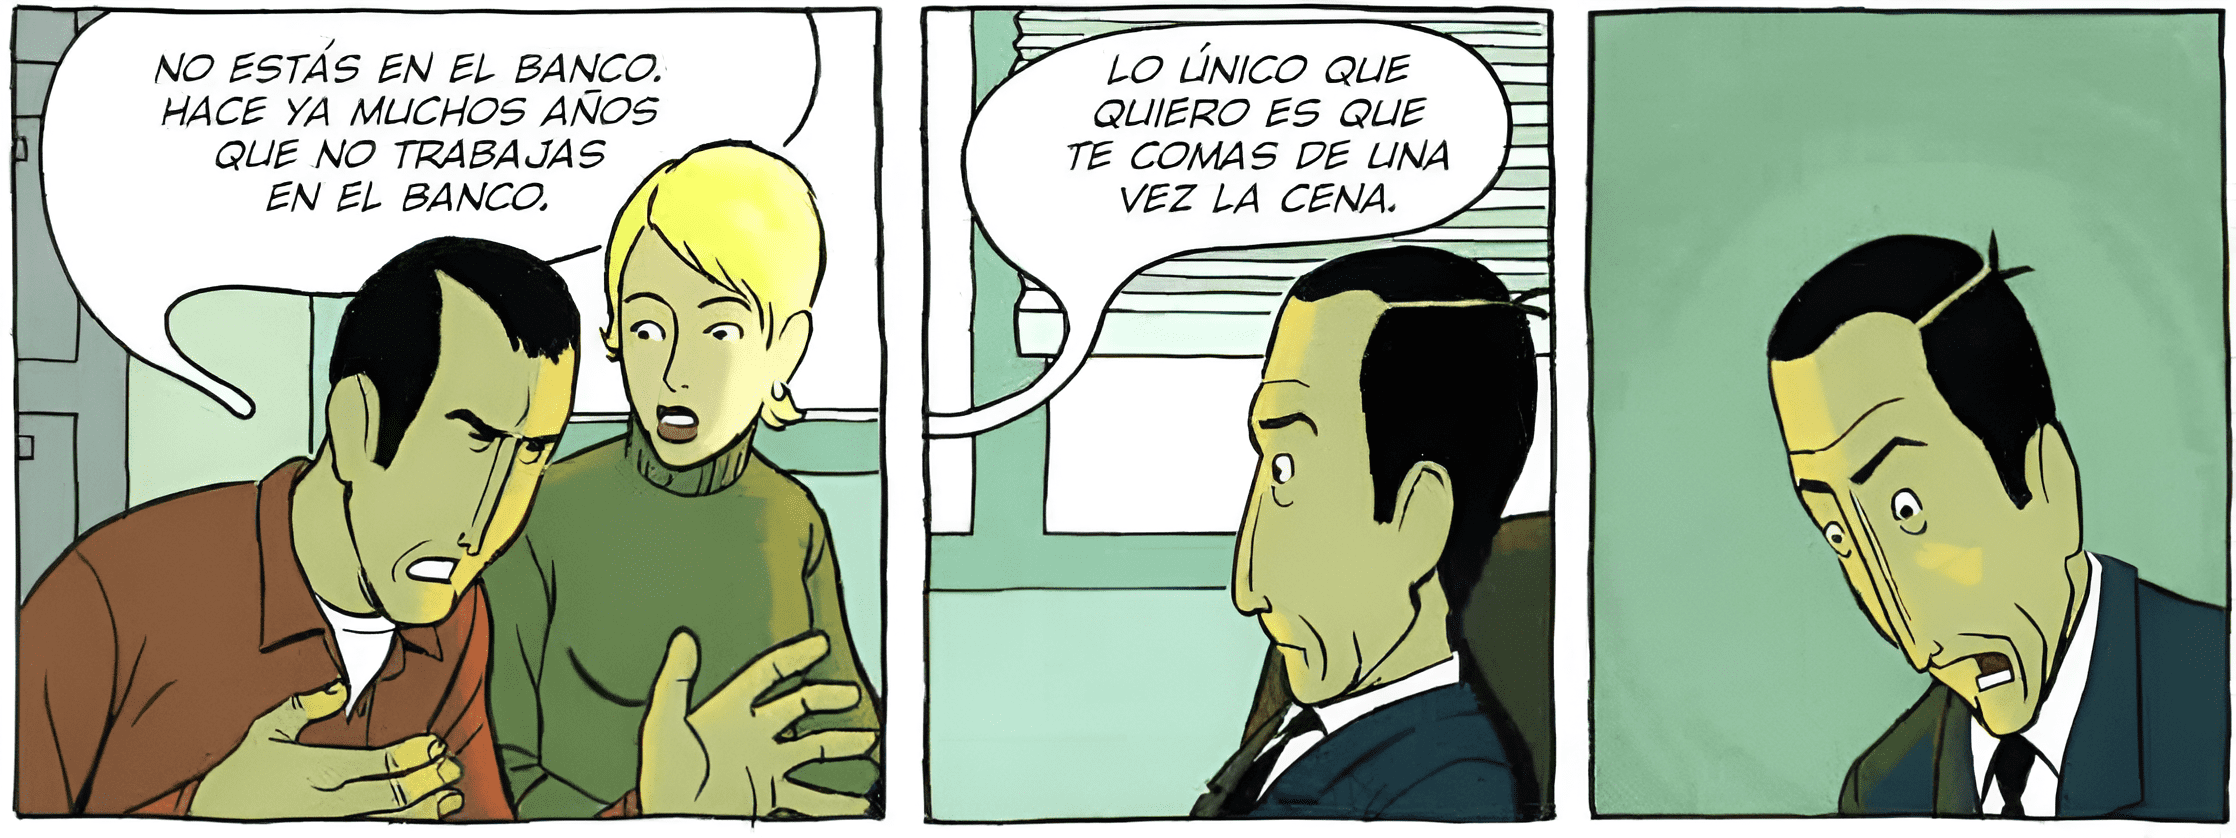 NO ESTÁS EN EL BANCO.
HACE YA MUCHOS AÑOS
QUE NO TRABAJAS
EN EL BANCO.
LO ÚNICO QUE
QUIERO ES QUE
TE COMAS DE UNA
VEZ LA CENA.